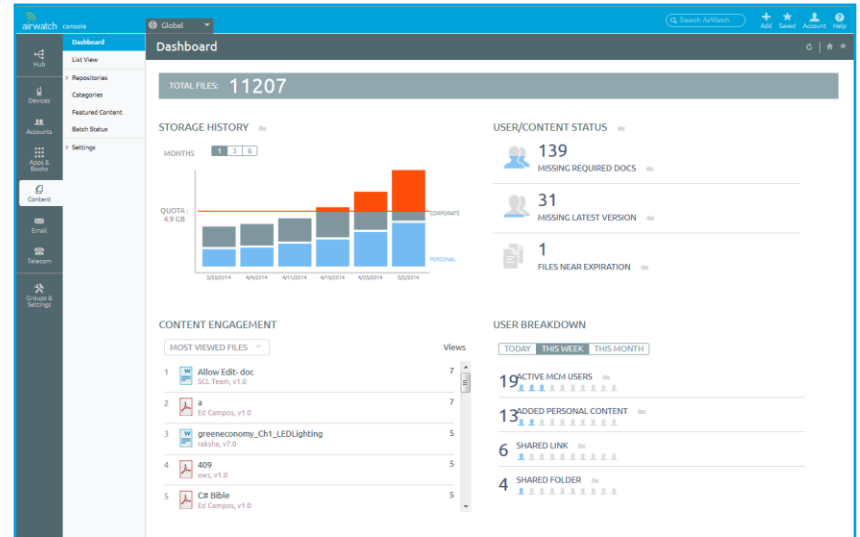 airwatch console
Global
Search AirWatch
Add
Saved
Account
Help
Hub
Devices
Accounts
Apps & Books
Content
Email
Telecom
Groups & Settings
Dashboard
List View
Repositories
Categories
Featured Content
Batch Status
Settings
Dashboard
TOTAL FILES: 11207
STORAGE HISTORY
MONTHS 1 3 6
QUOTA :
4.9 GB
CORPORATE
PERSONAL
3/23/2014 4/4/2014 4/11/2014 4/19/2014 4/23/2014 5/2/2014
USER/CONTENT STATUS
139
MISSING REQUIRED DOCS
31
MISSING LATEST VERSION
1
FILES NEAR EXPIRATION
CONTENT ENGAGEMENT
MOST VIEWED FILES Views
1 Allow Edit- doc 7
SCL Team, v1.0
2 a 7
Ed Campos, v1.0
3 greeneconomy_Ch1_LEDLighting 5
raksha, v7.0
4 409 5
aws, v1.0
5 C# Bible 5
Ed Campos, v1.0
USER BREAKDOWN
TODAY THIS WEEK THIS MONTH
19 ACTIVE MCM USERS
13 ADDED PERSONAL CONTENT
6 SHARED LINK
4 SHARED FOLDER